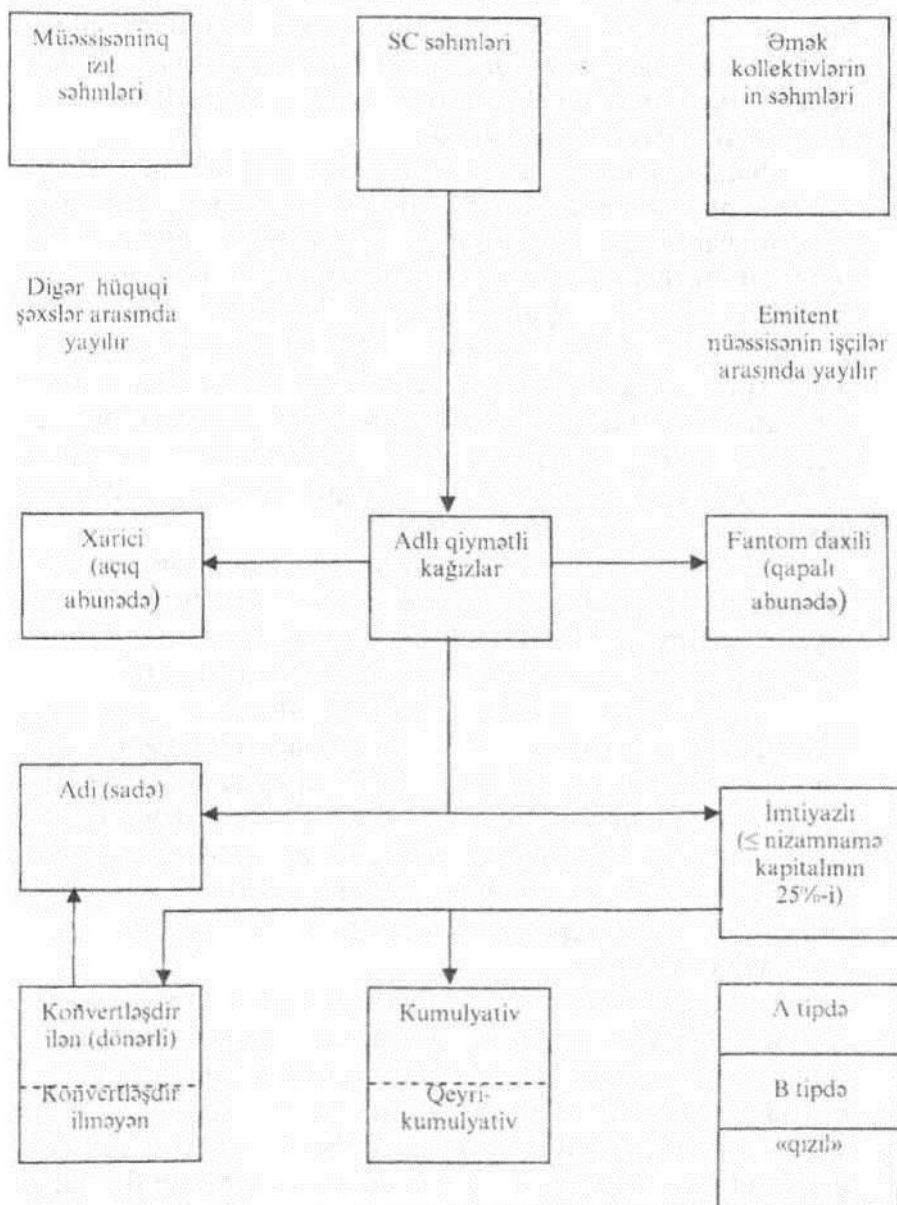 Müəssisəninq
ızıl
səhmləri
SC səhmləri
Əmək
kollektivlərin
in səhmləri
Digər hüquqi
şəxslər arasında
yayılır
Emitent
nüəssisənin işçilər
arasında yayılır
Xarici
(açıq
abunədə)
Adlı qiymətli
kağızlar
Fantom daxili
(qapalı
abunədə)
Adi (sadə)
İmtiyazlı
(≤ nizamnamə
kapitalının
25%-i)
Konvertləşdir
ilən (dönərli)
Konvertləşdir
ilməyən
Kumulyativ
Qeyri-
kumulyativ
A tipdə
B tipdə
«qızıl»